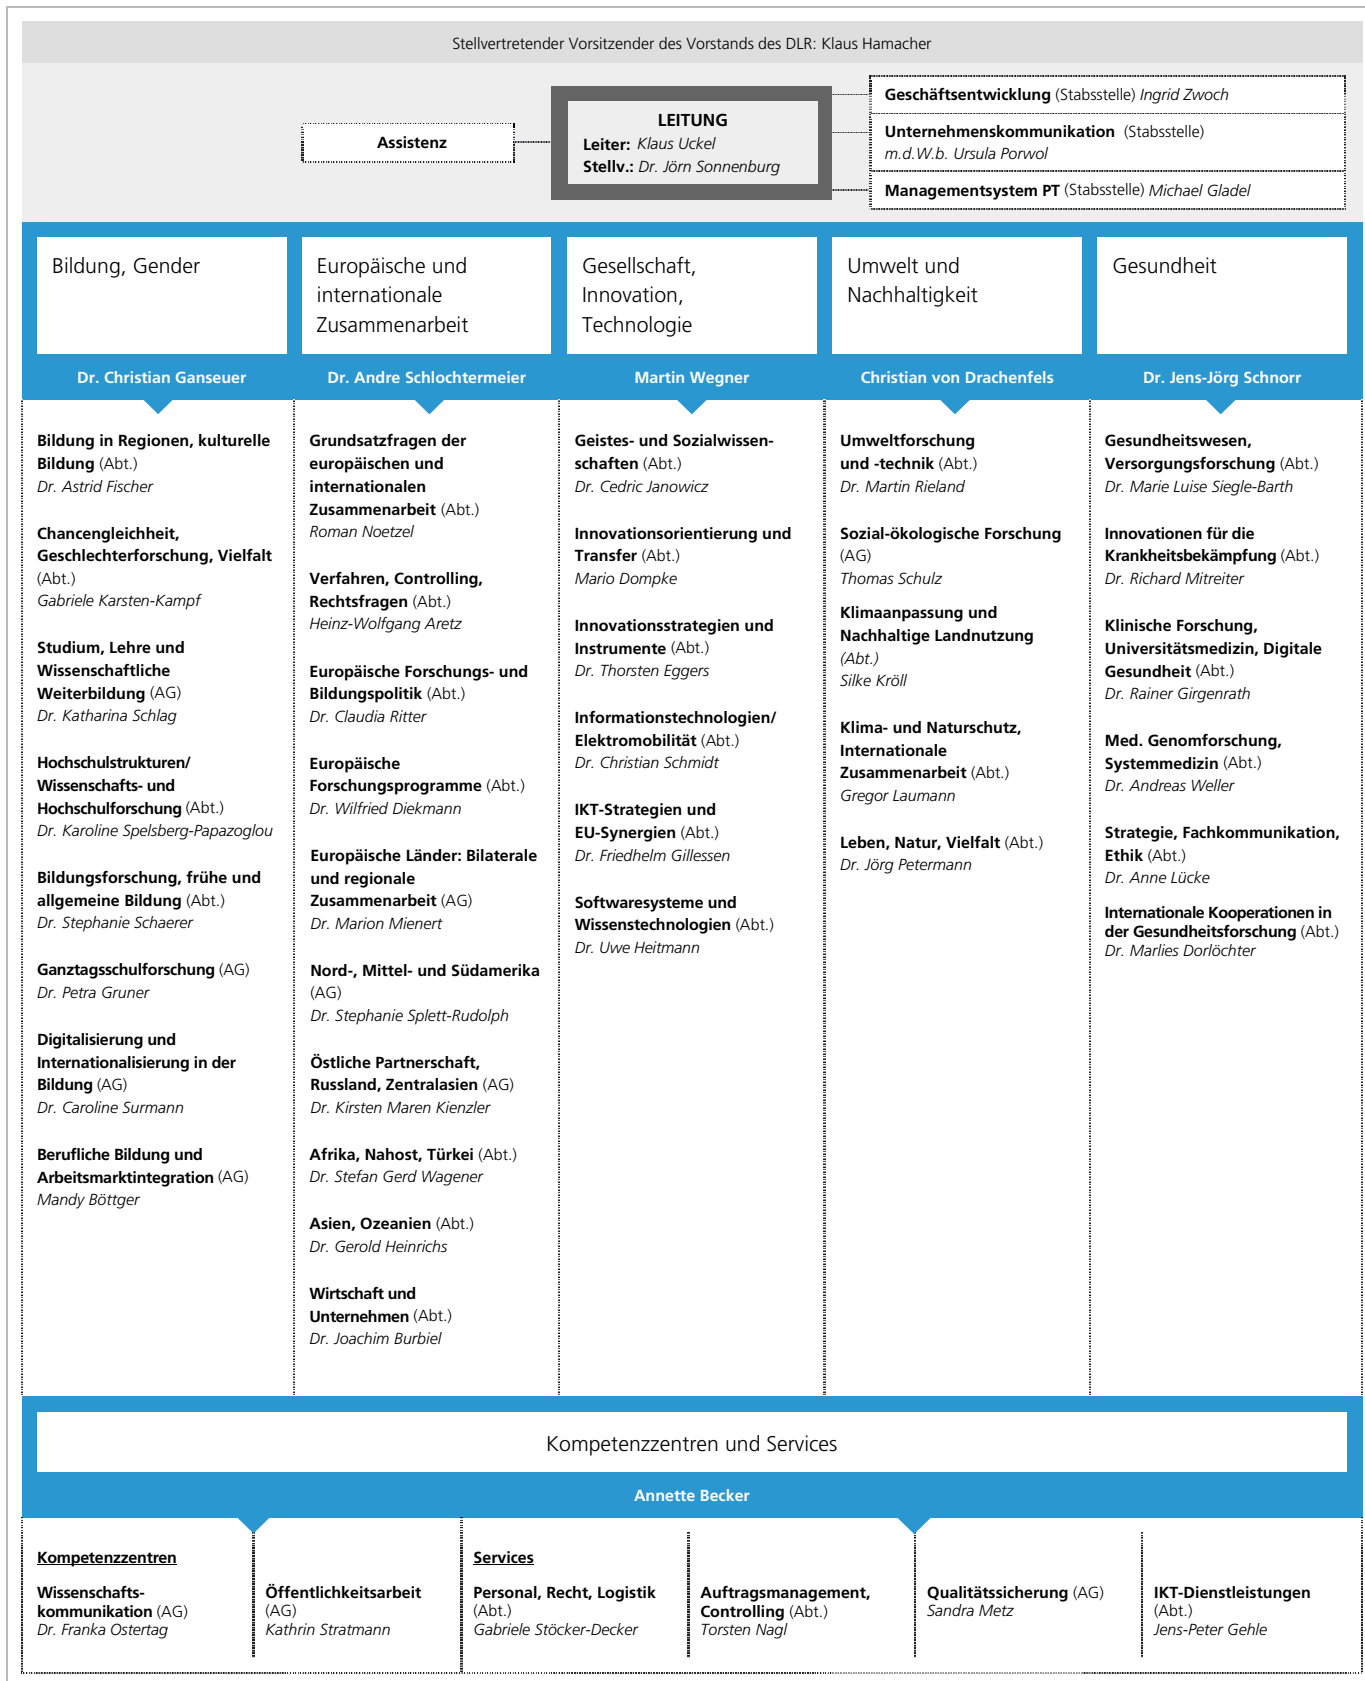 Stellvertretender Vorsitzender des Vorstands des DLR: Klaus Hamacher
Assistenz
LEITUNG
Leiter: Klaus Uckel
Stellv.: Dr. Jörn Sonnenburg
Geschäftsentwicklung (Stabsstelle) Ingrid Zwoch
Unternehmenskommunikation (Stabsstelle)
m.d.W.b. Ursula Porwol
Managementsystem PT (Stabsstelle) Michael Gladel
Bildung, Gender
Dr. Christian Ganseuer
Bildung in Regionen, kulturelle
Bildung (Abt.)
Dr. Astrid Fischer
Chancengleichheit,
Geschlechterforschung, Vielfalt
(Abt.)
Gabriele Karsten-Kampf
Studium, Lehre und
Wissenschaftliche
Weiterbildung (AG)
Dr. Katharina Schlag
Hochschulstrukturen/
Wissenschafts- und
Hochschulforschung (Abt.)
Dr. Karoline Spelsberg-Papazoglou
Bildungsforschung, frühe und
allgemeine Bildung (Abt.)
Dr. Stephanie Schaerer
Ganztagsschulforschung (AG)
Dr. Petra Gruner
Digitalisierung und
Internationalisierung in der
Bildung (AG)
Dr. Caroline Surmann
Berufliche Bildung und
Arbeitsmarktintegration (AG)
Mandy Böttger
Europäische und
internationale
Zusammenarbeit
Dr. Andre Schlochtermeier
Grundsatzfragen der
europäischen und
internationalen
Zusammenarbeit (Abt.)
Roman Noetzel
Verfahren, Controlling,
Rechtsfragen (Abt.)
Heinz-Wolfgang Aretz
Europäische Forschungs- und
Bildungspolitik (Abt.)
Dr. Claudia Ritter
Europäische
Forschungsprogramme (Abt.)
Dr. Wilfried Diekmann
Europäische Länder: Bilaterale
und regionale
Zusammenarbeit (AG)
Dr. Marion Mienert
Nord-, Mittel- und Südamerika
(AG)
Dr. Stephanie Splett-Rudolph
Östliche Partnerschaft,
Russland, Zentralasien (AG)
Dr. Kirsten Maren Kienzler
Afrika, Nahost, Türkei (Abt.)
Dr. Stefan Gerd Wagener
Asien, Ozeanien (Abt.)
Dr. Gerold Heinrichs
Wirtschaft und
Unternehmen (Abt.)
Dr. Joachim Burbiel
Gesellschaft,
Innovation,
Technologie
Martin Wegner
Geistes- und Sozialwissen-
schaften (Abt.)
Dr. Cedric Janowicz
Innovationsorientierung und
Transfer (Abt.)
Mario Dompke
Innovationsstrategien und
Instrumente (Abt.)
Dr. Thorsten Eggers
Informationstechnologien/
Elektromobilität (Abt.)
Dr. Christian Schmidt
IKT-Strategien und
EU-Synergien (Abt.)
Dr. Friedhelm Gillessen
Softwaresysteme und
Wissenstechnologien (Abt.)
Dr. Uwe Heitmann
Umwelt und
Nachhaltigkeit
Christian von Drachenfels
Umweltforschung
und -technik (Abt.)
Dr. Martin Rieland
Sozial-ökologische Forschung
(AG)
Thomas Schulz
Klimaanpassung und
Nachhaltige Landnutzung
(Abt.)
Silke Kröll
Klima- und Naturschutz,
Internationale
Zusammenarbeit (Abt.)
Gregor Laumann
Leben, Natur, Vielfalt (Abt.)
Dr. Jörg Petermann
Gesundheit
Dr. Jens-Jörg Schnorr
Gesundheitswesen,
Versorgungsforschung (Abt.)
Dr. Marie Luise Siegle-Barth
Innovationen für die
Krankheitsbekämpfung (Abt.)
Dr. Richard Mitreiter
Klinische Forschung,
Universitätsmedizin, Digitale
Gesundheit (Abt.)
Dr. Rainer Girgenrath
Med. Genomforschung,
Systemmedizin (Abt.)
Dr. Andreas Weller
Strategie, Fachkommunikation,
Ethik (Abt.)
Dr. Anne Lücke
Internationale Kooperationen in
der Gesundheitsforschung (Abt.)
Dr. Marlies Dorlöchter
Kompetenzzentren und Services
Annette Becker
Kompetenzzentren
Wissenschafts-
kommunikation (AG)
Dr. Franka Ostertag
Öffentlichkeitsarbeit
(AG)
Kathrin Stratmann
Services
Personal, Recht, Logistik
(Abt.)
Gabriele Stöcker-Decker
Auftragsmanagement,
Controlling (Abt.)
Torsten Nagl
Qualitätssicherung (AG)
Sandra Metz
IKT-Dienstleistungen
(Abt.)
Jens-Peter Gehle